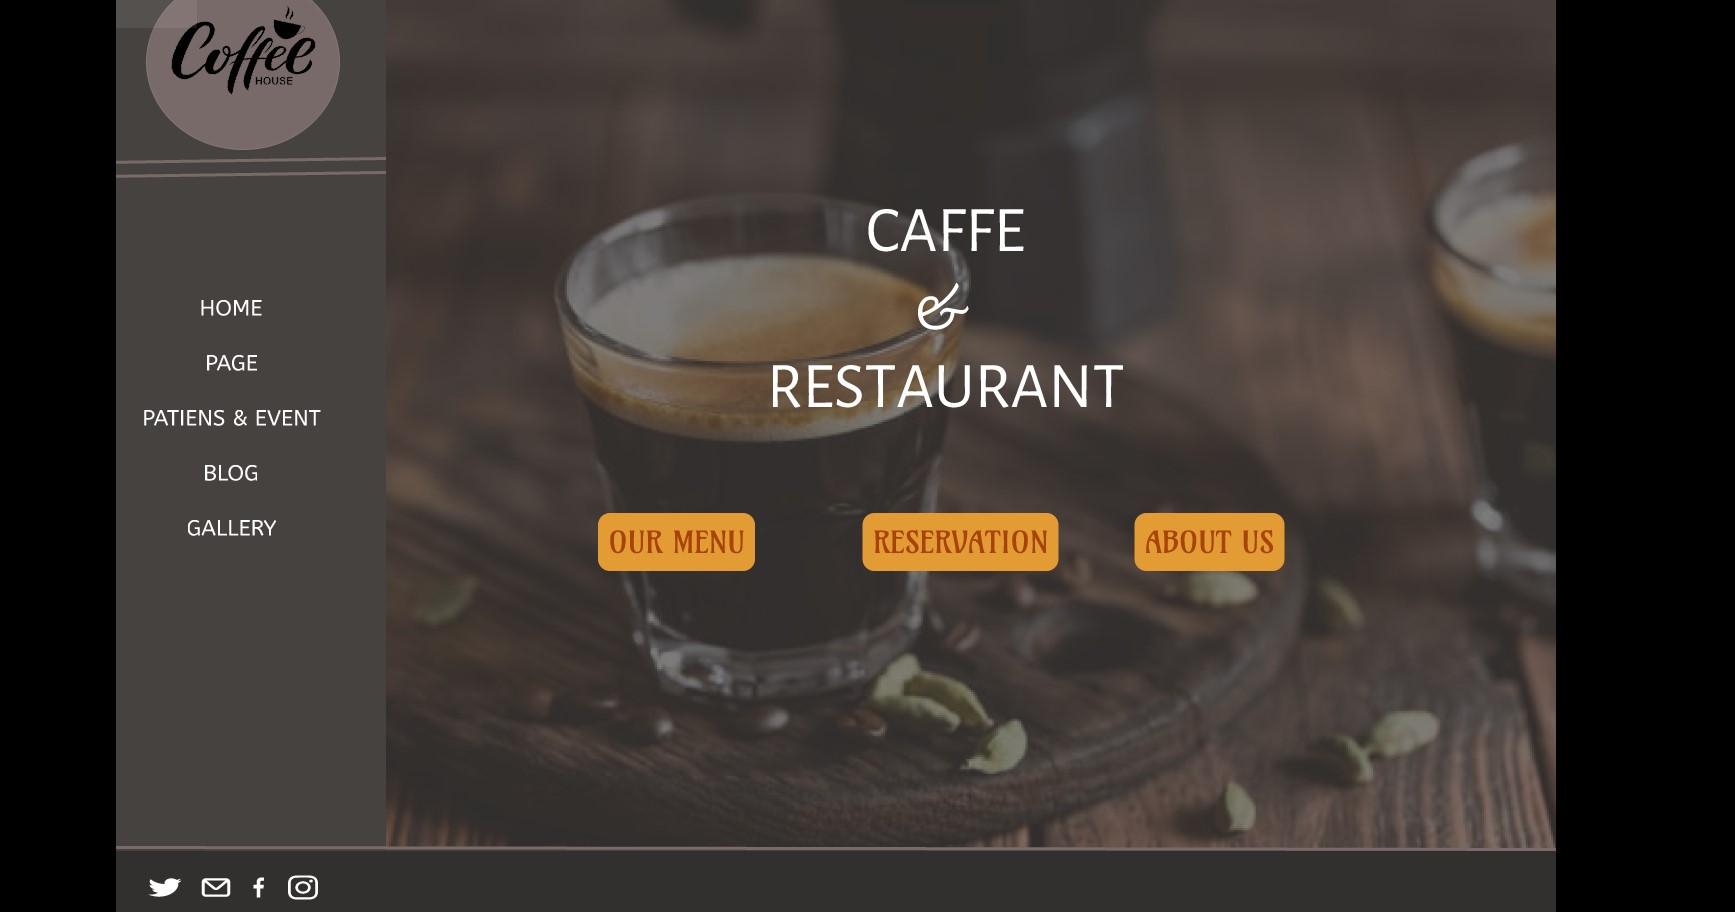 Coffee
HOUSE
HOME
PAGE
PATIENS & EVENT
BLOG
GALLERY
CAFFE
&
RESTAURANT
OUR MENU
RESERVATION
ABOUT US